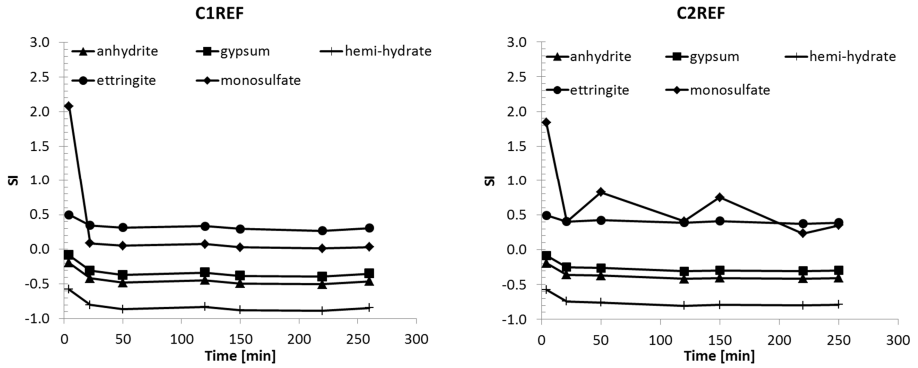 C1REF
3.0
anhydrite gypsum hemi-hydrate
2.5
ettringite monosulfate
2.0
1.5
1.0
SI
0.5
0.0
-0.5
-1.0
0 50 100 150 200 250 300
Time [min]
C2REF
3.0
anhydrite gypsum hemi-hydrate
2.5
ettringite monosulfate
2.0
1.5
1.0
SI
0.5
0.0
-0.5
-1.0
0 50 100 150 200 250 300
Time [min]